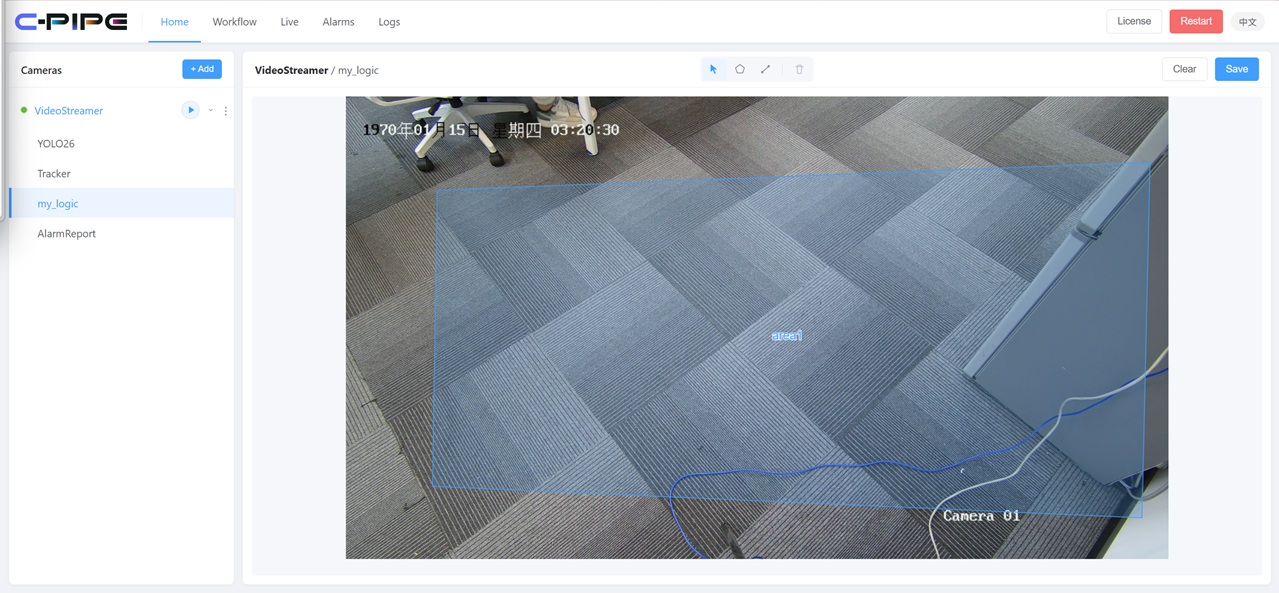 C-PIPE
Home
Workflow
Live
Alarms
Logs
License
Restart
中文
Cameras
+ Add
VideoStreamer / my_logic
Clear
Save
VideoStreamer
YOLO26
Tracker
my_logic
AlarmReport
1970年01月15日 星期四 03:20:30
area1
Camera 01